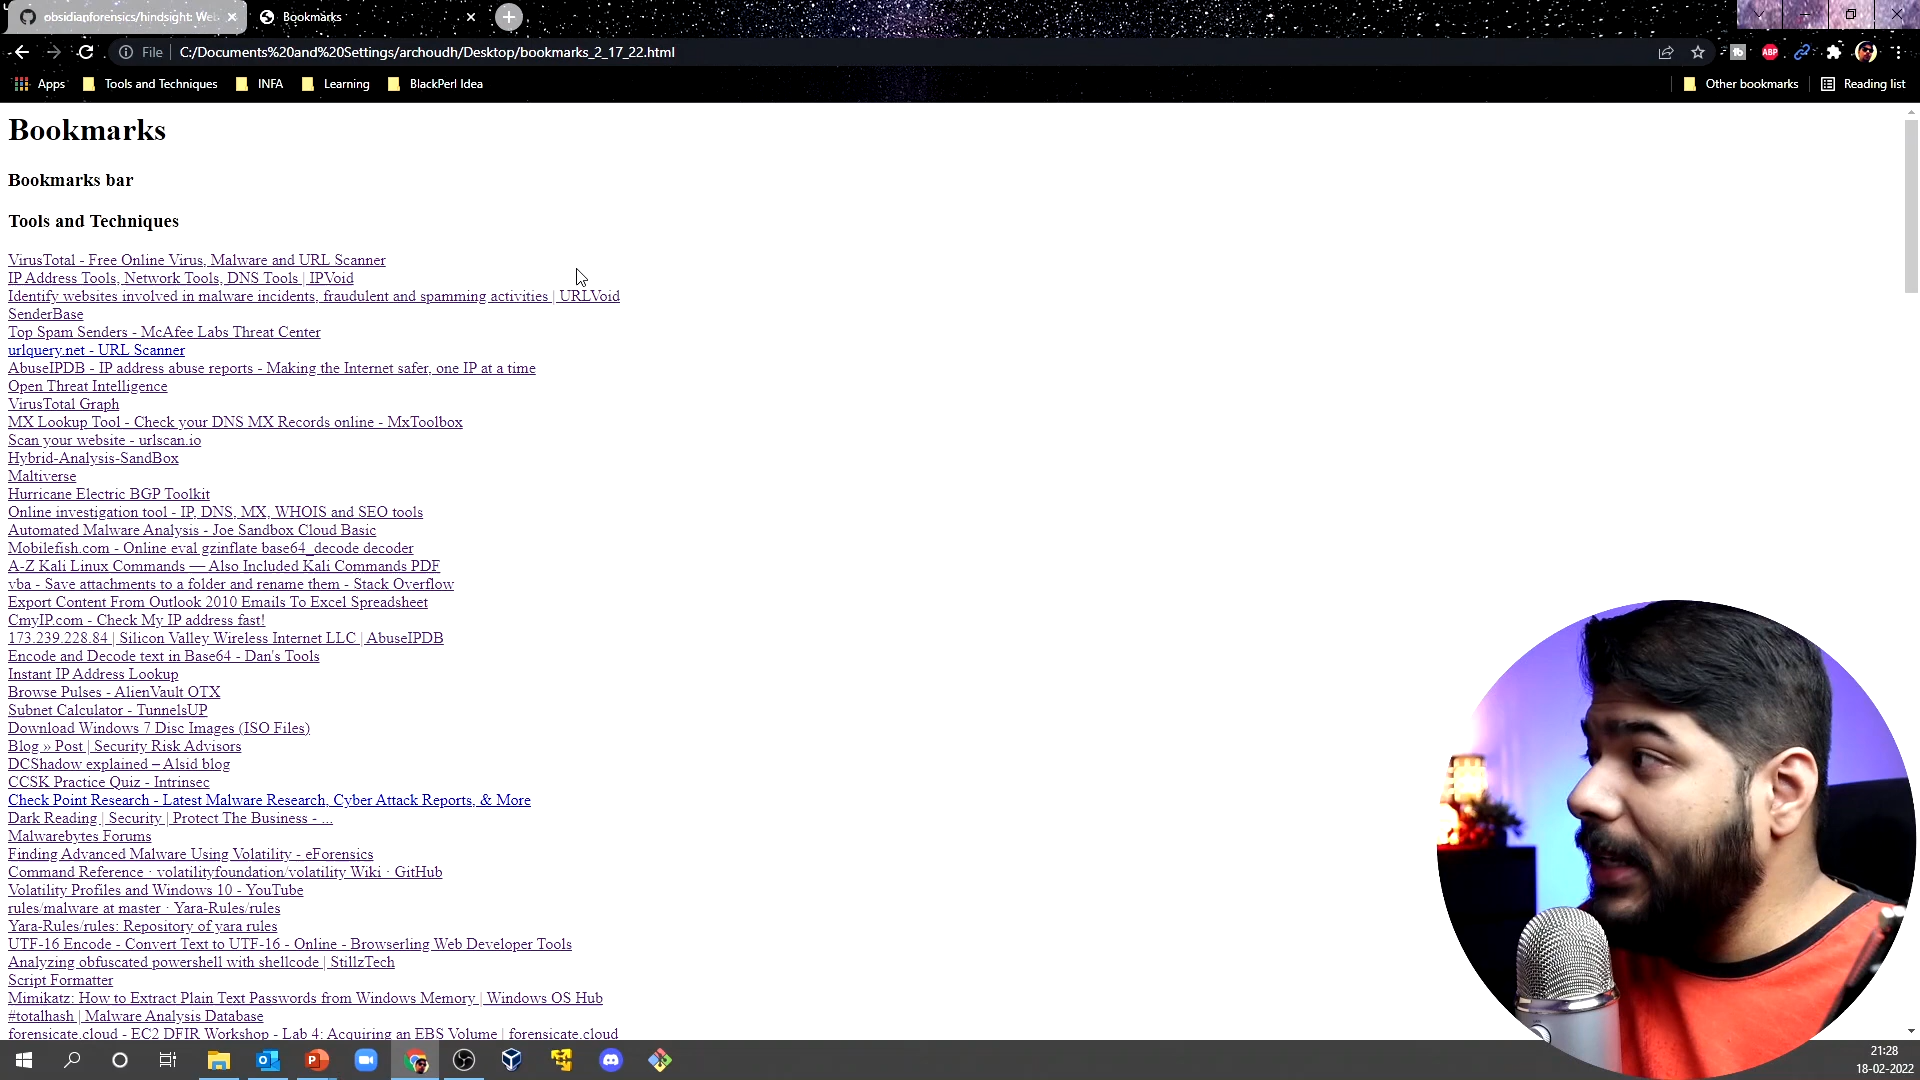 obsidianforensics/hindsight: Web
Bookmarks
File
C:/Documents%20and%20Settings/archoudh/Desktop/bookmarks_2_17_22.html
ABP
Apps
Tools and Techniques
INFA
Learning
BlackPerl Idea
Other bookmarks
Reading list
Bookmarks
Bookmarks bar
Tools and Techniques
VirusTotal - Free Online Virus, Malware and URL Scanner
IP Address Tools, Network Tools, DNS Tools | IPVoid
Identify websites involved in malware incidents, fraudulent and spamming activities | URLVoid
SenderBase
Top Spam Senders - McAfee Labs Threat Center
urlquery.net - URL Scanner
AbuseIPDB - IP address abuse reports - Making the Internet safer, one IP at a time
Open Threat Intelligence
VirusTotal Graph
MX Lookup Tool - Check your DNS MX Records online - MxToolbox
Scan your website - urlscan.io
Hybrid-Analysis-SandBox
Maltiverse
Hurricane Electric BGP Toolkit
Online investigation tool - IP, DNS, MX, WHOIS and SEO tools
Automated Malware Analysis - Joe Sandbox Cloud Basic
Mobilefish.com - Online eval gzinflate base64_decode decoder
A-Z Kali Linux Commands — Also Included Kali Commands PDF
vba - Save attachments to a folder and rename them - Stack Overflow
Export Content From Outlook 2010 Emails To Excel Spreadsheet
CmyIP.com - Check My IP address fast!
173.239.228.84 | Silicon Valley Wireless Internet LLC | AbuseIPDB
Encode and Decode text in Base64 - Dan's Tools
Instant IP Address Lookup
Browse Pulses - AlienVault OTX
Subnet Calculator - TunnelsUP
Download Windows 7 Disc Images (ISO Files)
Blog » Post | Security Risk Advisors
DCShadow explained – Alsid blog
CCSK Practice Quiz - Intrinsec
Check Point Research - Latest Malware Research, Cyber Attack Reports, & More
Dark Reading | Security | Protect The Business - ...
Malwarebytes Forums
Finding Advanced Malware Using Volatility - eForensics
Command Reference · volatilityfoundation/volatility Wiki · GitHub
Volatility Profiles and Windows 10 - YouTube
rules/malware at master · Yara-Rules/rules
Yara-Rules/rules: Repository of yara rules
UTF-16 Encode - Convert Text to UTF-16 - Online - Browserling Web Developer Tools
Analyzing obfuscated powershell with shellcode | StillzTech
Script Formatter
Mimikatz: How to Extract Plain Text Passwords from Windows Memory | Windows OS Hub
#totalhash | Malware Analysis Database
forensicate.cloud - EC2 DFIR Workshop - Lab 4: Acquiring an EBS Volume | forensicate.cloud
21:28
18-02-2022